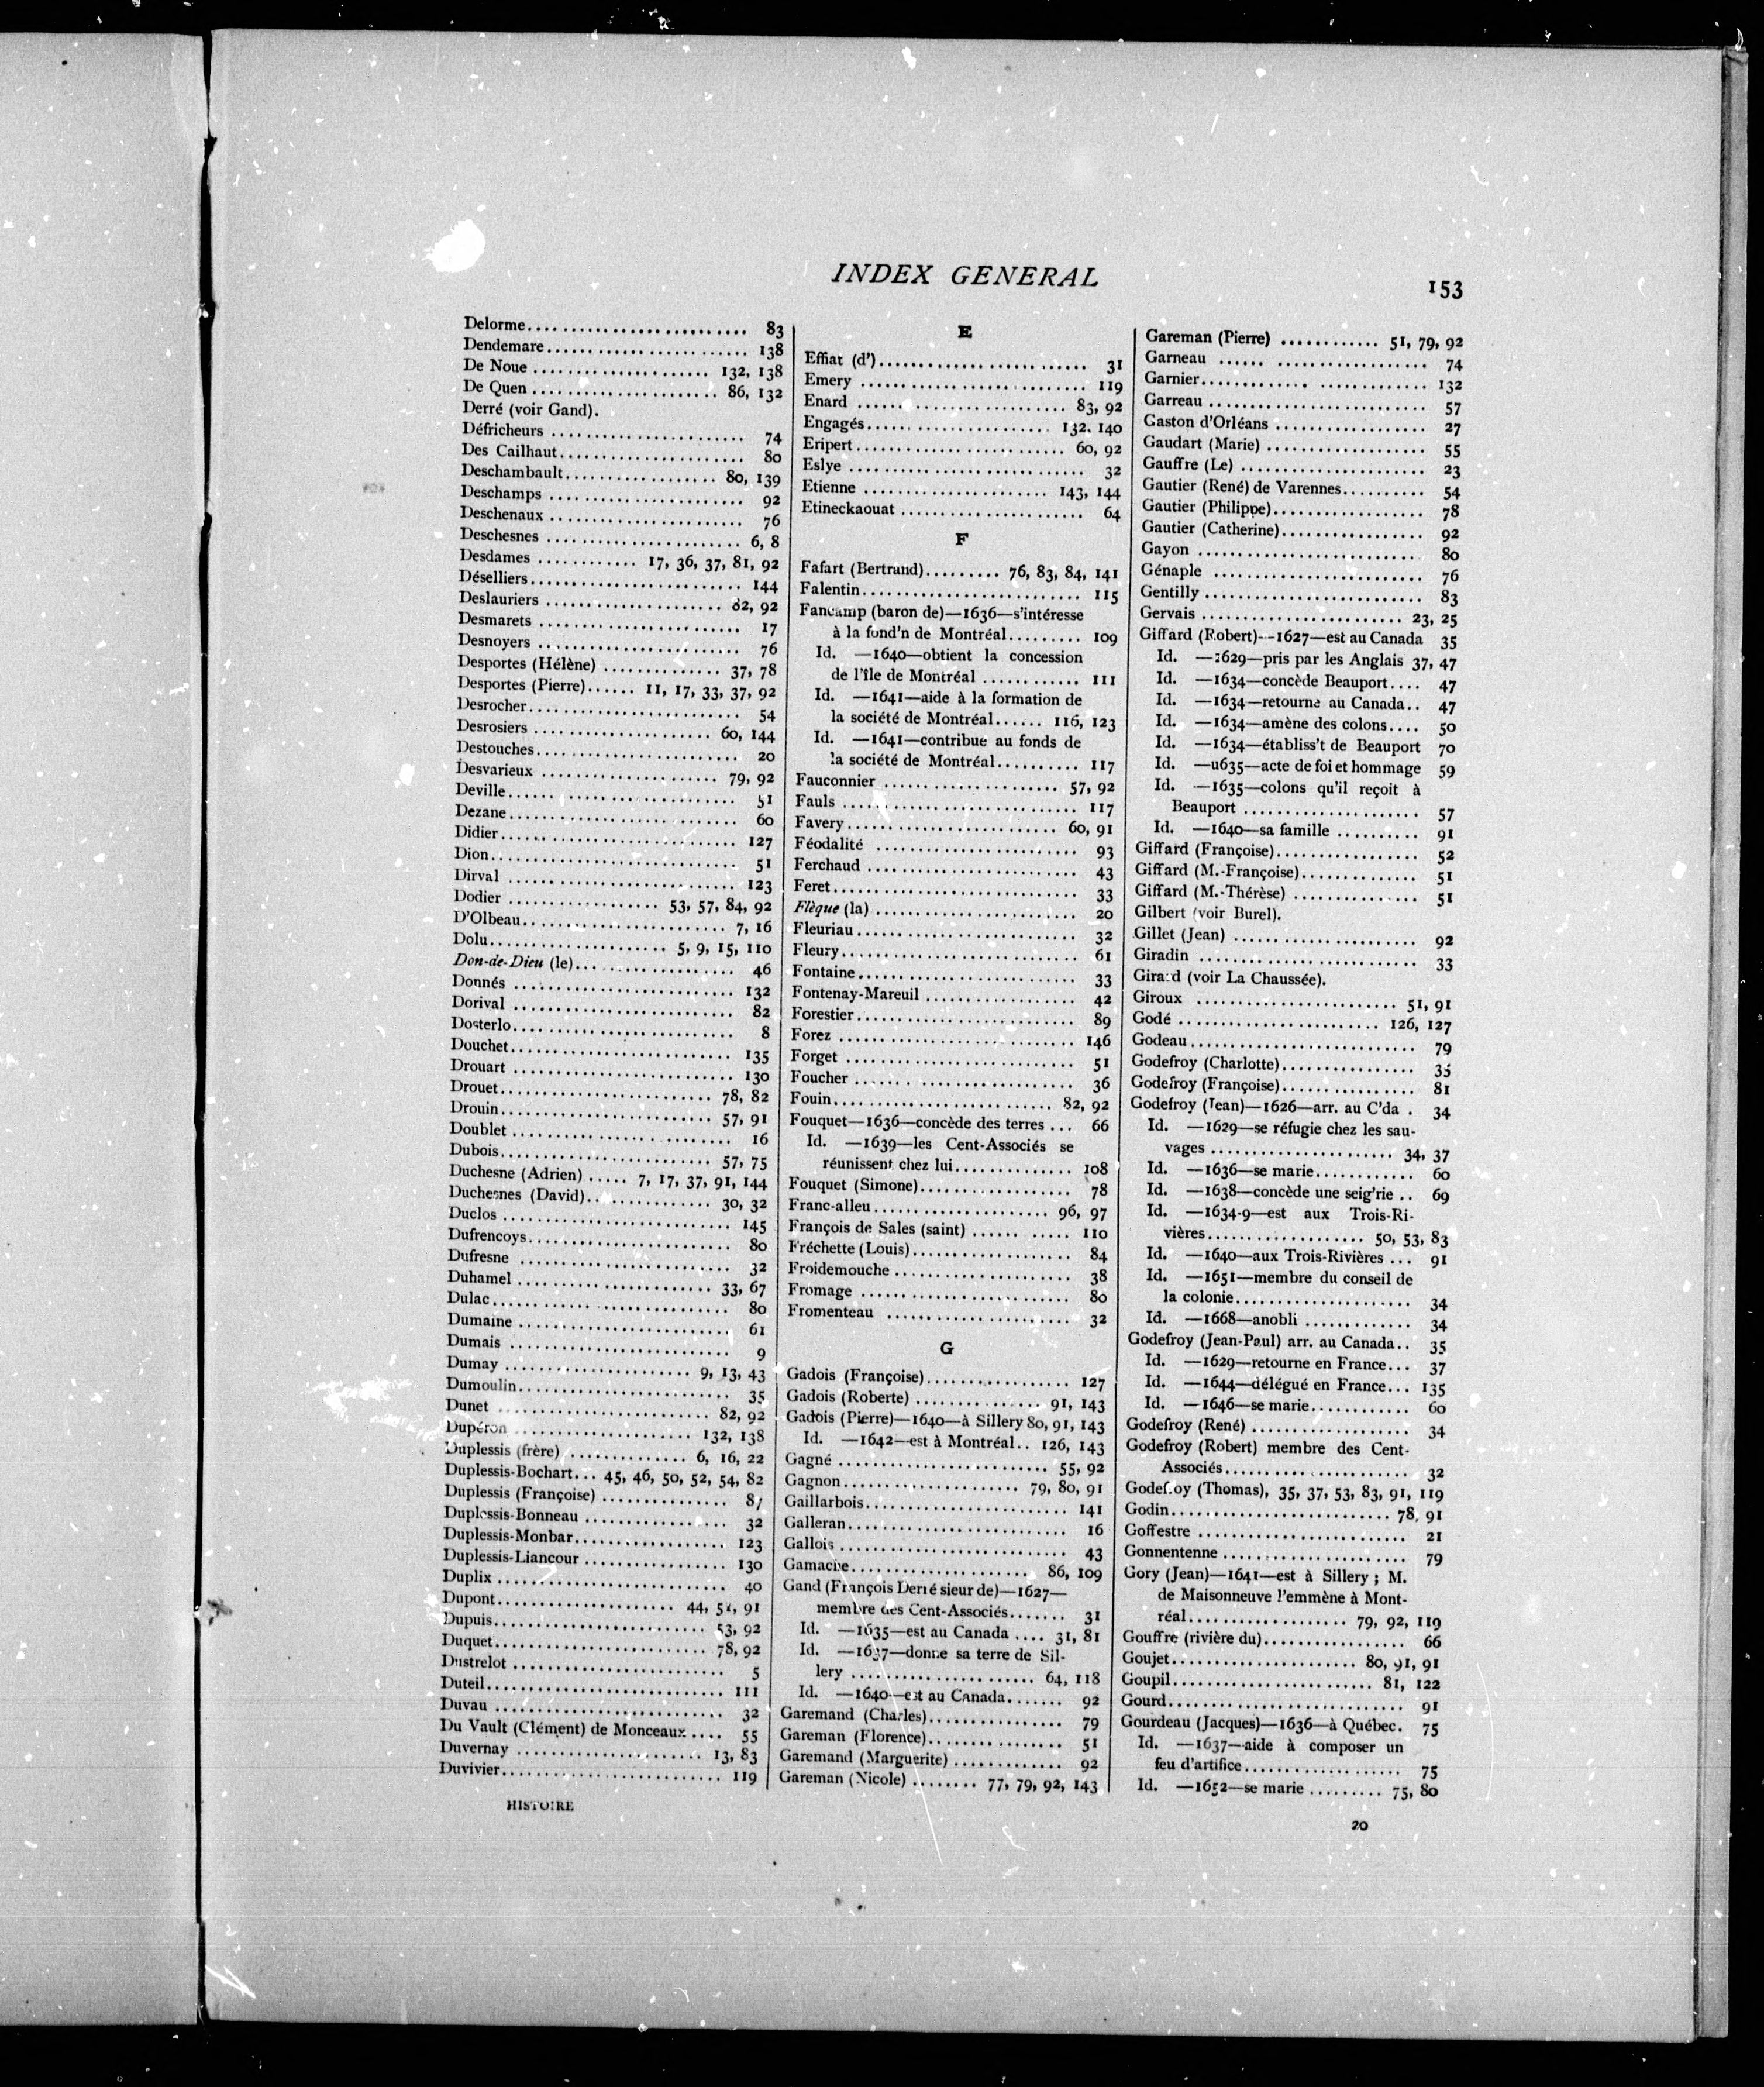 INDEX GENERAL
153
Delorme.......................... 83
Dendemare........................ 138
De Noue ..................... 132, 138
De Quen ...................... 86, 132
Derré (voir Gand).
Défricheurs ....................... 74
Des Cailhaut...................... 80
Deschambault.................. 80, 139
Deschamps ....................... 92
Deschenaux ....................... 76
Deschesnes ....................... 6, 8
Desdames ............ 17, 36, 37, 81, 92
Déselliers......................... 144
Deslauriers ..................... 82, 92
Desmarets ........................ 17
Desnoyers ........................ 76
Desportes (Hélène) .............. 37, 78
Desportes (Pierre)...... 11, 17, 33, 37, 92
Desrocher......................... 54
Desrosiers ..................... 60, 144
Destouches........................ 20
Desvarieux ..................... 79, 92
Deville........................... 51
Dezane........................... 60
Didier............................ 127
Dion............................. 51
Dirval ........................... 123
Dodier .................. 53, 57, 84, 92
D'Olbeau........................ 7, 16
Dolu..................... 5, 9, 15, 110
Don-de-Dieu (le)................... 46
Donnés .......................... 132
Dorival .......................... 82
Dosterlo.......................... 8
Douchet.......................... 135
Drouart .......................... 130
Drouet......................... 78, 82
Drouin......................... 57, 91
Doublet .......................... 16
Dubois......................... 57, 75
Duchesne (Adrien) ..... 7, 17, 37, 91, 144
Duchesnes (David).............. 30, 32
Duclos ........................... 145
Dufrencoys........................ 80
Dufresne ......................... 32
Duhamel ....................... 33, 67
Dulac............................ 80
Dumaine ......................... 61
Dumais .......................... 9
Dumay ...................... 9, 13, 43
Dumoulin......................... 35
Dunet ......................... 82, 92
Dupéron ..................... 132, 138
Duplessis (frère) .............. 6, 16, 22
Duplessis-Bochart... 45, 46, 50, 52, 54, 82
Duplessis (Françoise) ............... 8
Duplessis-Bonneau ................. 32
Duplessis-Monbar.................. 123
Duplessis-Liancour ................. 130
Duplix ........................... 40
Dupont..................... 44, 91
Dupuis......................... 53, 92
Duquet......................... 78, 92
Dustrelot ......................... 5
Duteil............................ 111
Duvau ........................... 32
Du Vault (Clément) de Monceaux .... 55
Duvernay ...................... 13, 83
Duvivier.......................... 119
HISTOIRE
E
Effiat (d')......................... 31
Emery ........................... 119
Enard ......................... 83, 92
Engagés...................... 132. 140
Eripert......................... 60, 92
Eslye ............................ 32
Etienne ...................... 143, 144
Etineckaouat ...................... 64
F
Fafart (Bertrand)......... 76, 83, 84, 141
Falentin.......................... 115
Fancamp (baron de)—1636—s'intéresse
à la fond'n de Montréal......... 109
Id. —1640—obtient la concession
de l'île de Montréal ............ 111
Id. —1641—aide à la formation de
la société de Montréal...... 116, 123
Id. —1641—contribue au fonds de
la société de Montréal.......... 117
Fauconnier ..................... 57, 92
Fauls ............................ 117
Favery......................... 60, 91
Féodalité ........................ 93
Ferchaud ......................... 43
Feret............................. 33
Flèque (la) ........................ 20
Fleuriau.......................... 32
Fleury............................ 61
Fontaine.......................... 33
Fontenay-Mareuil .................. 42
Forestier.......................... 89
Forez ............................ 146
Forget ........................... 51
Foucher .......................... 36
Fouin.......................... 82, 92
Fouquet—1636—concède des terres ... 66
Id. —1639—les Cent-Associés se
réunissent chez lui.............. 108
Fouquet (Simone).................. 78
Franc-alleu..................... 96, 97
François de Sales (saint) ...... ..... 110
Fréchette (Louis)................... 84
Froidemouche ..................... 38
Fromage ......................... 80
Fromenteau ...................... 32
G
Gadois (Françoise)................. 127
Gadois (Roberte) ............... 91, 143
Gadois (Pierre)—1640—à Sillery 80, 91, 143
Id. —1642—est à Montréal.. 126, 143
Gagné ......................... 55, 92
Gagnon..................... 79, 80, 91
Gaillarbois........................ 141
Galleran.......................... 16
Gallois ........................... 43
Gamache..................... 86, 109
Gand (François Derré sieur de)—1627—
membre des Cent-Associés....... 31
Id. —1635—est au Canada .... 31, 81
Id. —1637—donne sa terre de Sil-
lery ...................... 64, 118
Id. —1640—est au Canada....... 92
Garemand (Charles)................ 79
Gareman (Florence)................ 51
Garemand (Marguerite) ............. 92
Gareman (Nicole) ........ 77, 79, 92, 143
Gareman (Pierre) ............ 51, 79, 92
Garneau ...... .................. 74
Garnier............. ............. 132
Garreau .......................... 57
Gaston d'Orléans .................. 27
Gaudart (Marie) ................... 55
Gauffre (Le) ...................... 23
Gautier (René) de Varennes.......... 54
Gautier (Philippe).................. 78
Gautier (Catherine)................. 92
Gayon ........................... 80
Génaple ......................... 76
Gentilly .......................... 83
Gervais ........................ 23, 25
Giffard (Robert)--1627—est au Canada 35
Id. —1629—pris par les Anglais 37, 47
Id. —1634—concède Beauport.... 47
Id. —1634—retourne au Canada.. 47
Id. —1634—amène des colons.... 50
Id. —1634—établiss't de Beauport 70
Id. —u635—acte de foi et hommage 59
Id. —1635—colons qu'il reçoit à
Beauport ..................... 57
Id. —1640—sa famille .......... 91
Giffard (Françoise)................. 52
Giffard (M.-Françoise).............. 51
Giffard (M.-Thérèse) ............... 51
Gilbert (voir Burel).
Gillet (Jean) ...................... 92
Giradin .......................... 33
Girard (voir La Chaussée).
Giroux ........................ 51, 91
Godé ........................ 126, 127
Godeau........................... 79
Godefroy (Charlotte)................ 35
Godefroy (Françoise)................ 81
Godefroy (Jean)—1626—arr. au C'da . 34
Id. —1629—se réfugie chez les sau-
vages ...................... 34, 37
Id. —1636—se marie............ 60
Id. —1638—concède une seig'rie .. 69
Id. —1634-9—est aux Trois-Ri-
vières................... 50, 53, 83
Id. —1640—aux Trois-Rivières ... 91
Id. —1651—membre du conseil de
la colonie..................... 34
Id. —1668—anobli ............. 34
Godefroy (Jean-Paul) arr. au Canada.. 35
Id. —1629—retourne en France... 37
Id. —1644—délégué en France... 135
Id. —1646—se marie............ 60
Godefroy (René) ................... 34
Godefroy (Robert) membre des Cent-
Associés...................... 32
Godefroy (Thomas), 35, 37, 53, 83, 91, 119
Godin.......................... 78, 91
Goffestre ......................... 21
Gonnentenne ...................... 79
Gory (Jean)—1641—est à Sillery ; M.
de Maisonneuve l'emmène à Mont-
réal................... 79, 92, 119
Gouffre (rivière du)................. 66
Goujet...................... 80, 91, 91
Goupil........................ 81, 122
Gourd............................ 91
Gourdeau (Jacques)—1636—à Québec. 75
Id. —1637—aide à composer un
feu d'artifice................... 75
Id. —1652—se marie ......... 75, 80
20